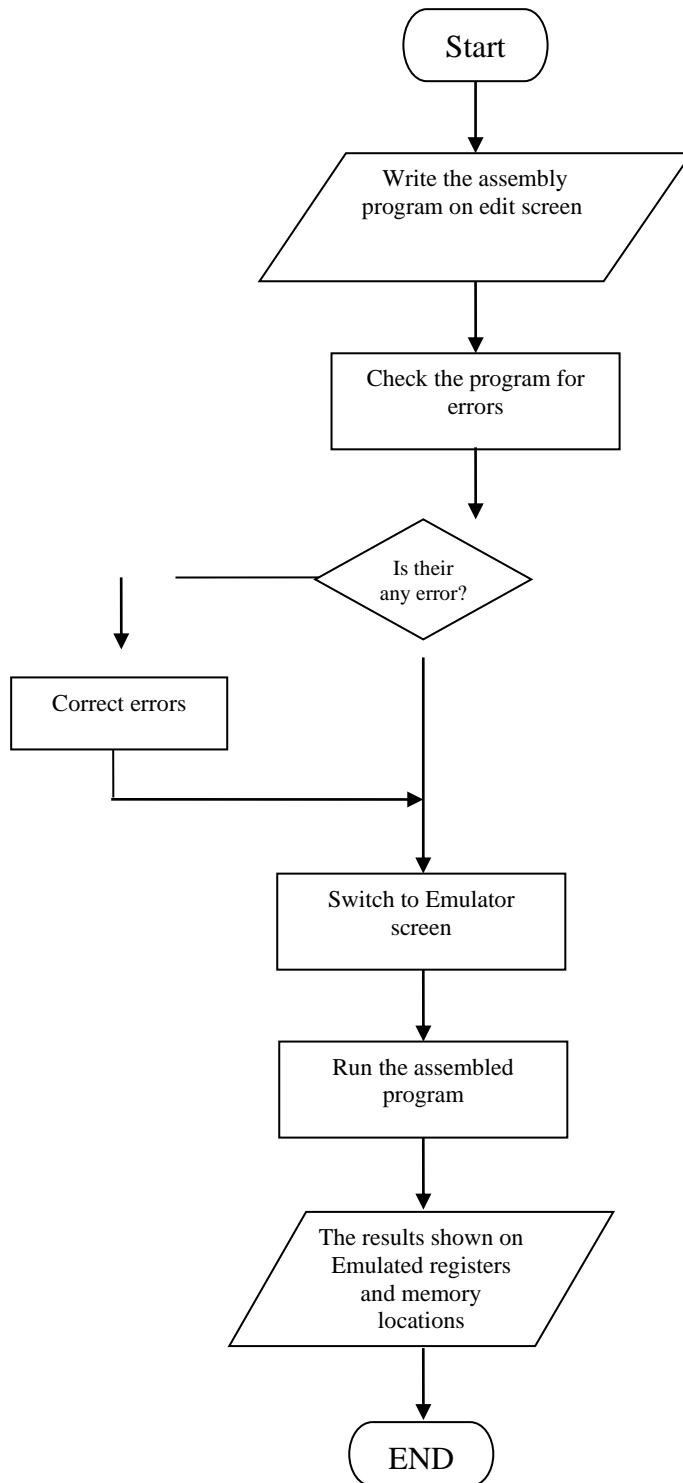 Start
Write the assembly
program on edit screen
Check the program for
errors
Is their
any error?
Correct errors
Switch to Emulator
screen
Run the assembled
program
The results shown on
Emulated registers
and memory
locations
END